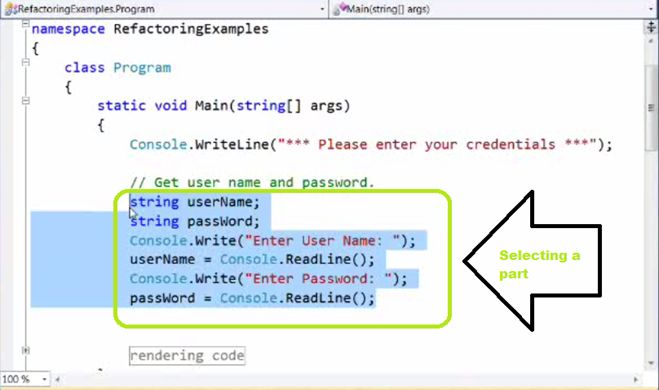 RefactoringExamples.Program
Main(string[] args)
namespace RefactoringExamples
{
class Program
{
static void Main(string[] args)
{
Console.WriteLine("*** Please enter your credentials ***");
// Get user name and password.
string userName;
string passWord;
Console.Write("Enter User Name: ");
userName = Console.ReadLine();
Console.Write("Enter Password: ");
passWord = Console.ReadLine();
Selecting a
part
rendering code
100 %